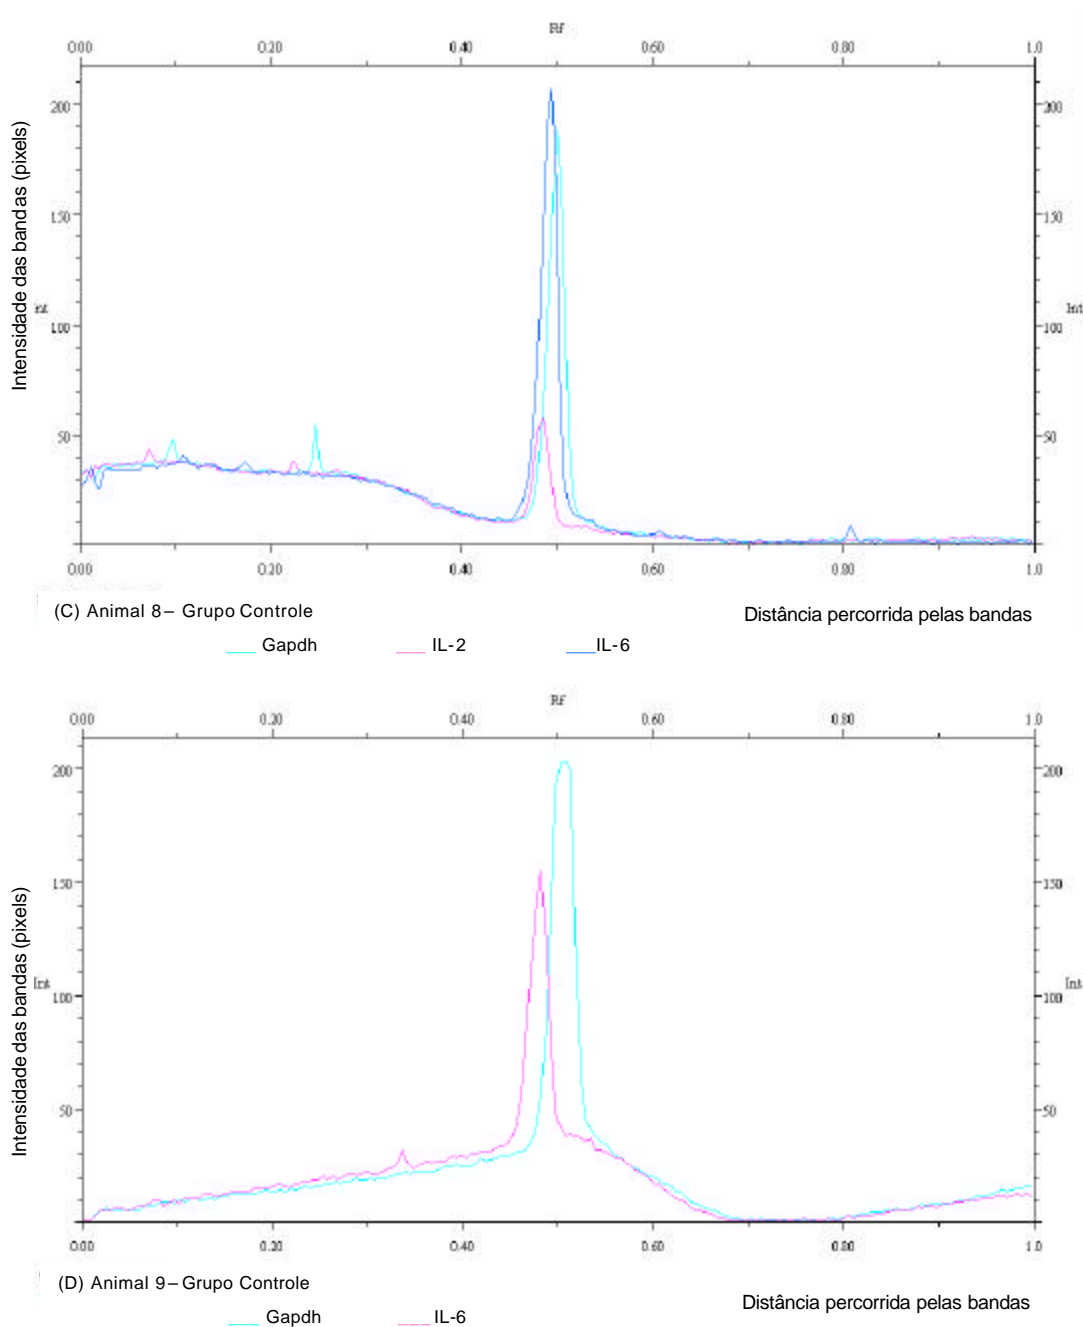 Rf
0.00 0.20 0.40 0.60 0.80 1.0
200 200
150 150
Intensidade das bandas (pixels)
Int Int
100 100
50 50
0.00 0.20 0.40 0.60 0.80 1.0
(C) Animal 8– Grupo Controle
Distância percorrida pelas bandas
Gapdh IL-2 IL-6
Rf
0.00 0.20 0.40 0.60 0.80 1.0
200 200
150 150
Intensidade das bandas (pixels)
Int Int
100 100
50 50
0.00 0.20 0.40 0.60 0.80 1.0
(D) Animal 9– Grupo Controle
Distância percorrida pelas bandas
Gapdh IL-6